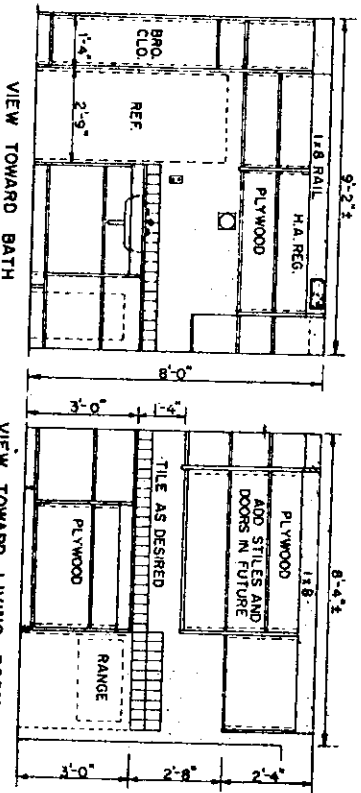 9'-2"±
1x8 RAIL
H.A. REG.
PLYWOOD
BRO.
CLO.
REF.
1'-4"
2'-9"
VIEW TOWARD BATH
8'-0"
8'-4"±
1x8
PLYWOOD
ADD STILES AND
DOORS IN FUTURE
1'-4"
3'-0"
TILE AS DESIRED
PLYWOOD
RANGE
2'-4"
2'-8"
3'-0"
VIEW TOWARD LIVING ROOM